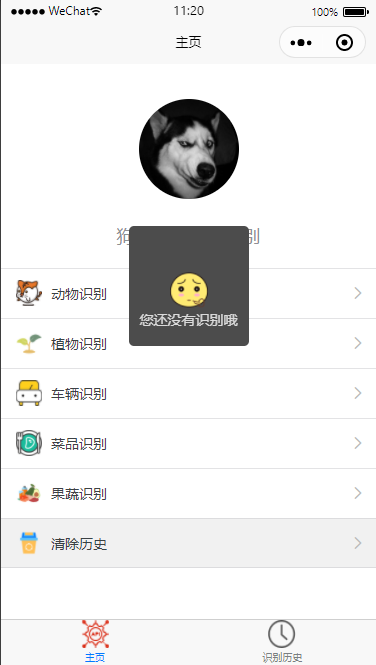 ●●●●● WeChat
11:20
100%
主页
狗
别
您还没有识别哦
动物识别
植物识别
车辆识别
菜品识别
果蔬识别
清除历史
API
主页
识别历史